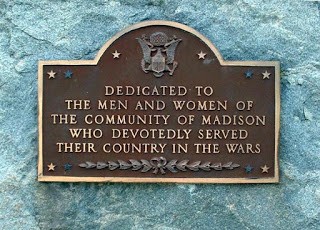 DEDICATED TO
THE MEN AND WOMEN OF
THE COMMUNITY OF MADISON
WHO DEVOTEDLY SERVED
THEIR COUNTRY IN THE WARS